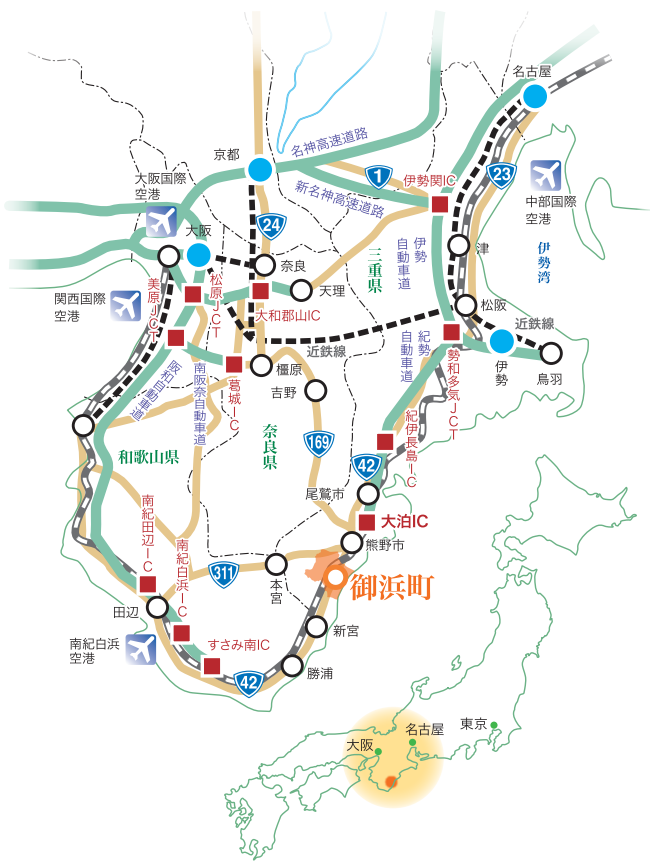 名古屋
京都
名神高速道路
新名神高速道路
1
23
伊勢関IC
大阪国際
空港
中部国際
空港
24
大阪
伊勢
自動車道
津
伊勢湾
三重県
奈良
天理
美原JCT
松原JCT
関西国際
空港
大和郡山IC
松阪
近鉄線
近鉄線
紀勢
自動車道
伊勢
鳥羽
勢和多気JCT
橿原
吉野
阪和自動車道
南阪奈自動車道
葛城IC
奈良県
和歌山県
169
紀伊長島IC
42
尾鷲市
大泊IC
熊野市
南紀田辺IC
南紀白浜IC
311
本宮
御浜町
田辺
新宮
南紀白浜
空港
すさみ南IC
勝浦
42
大阪
名古屋
東京